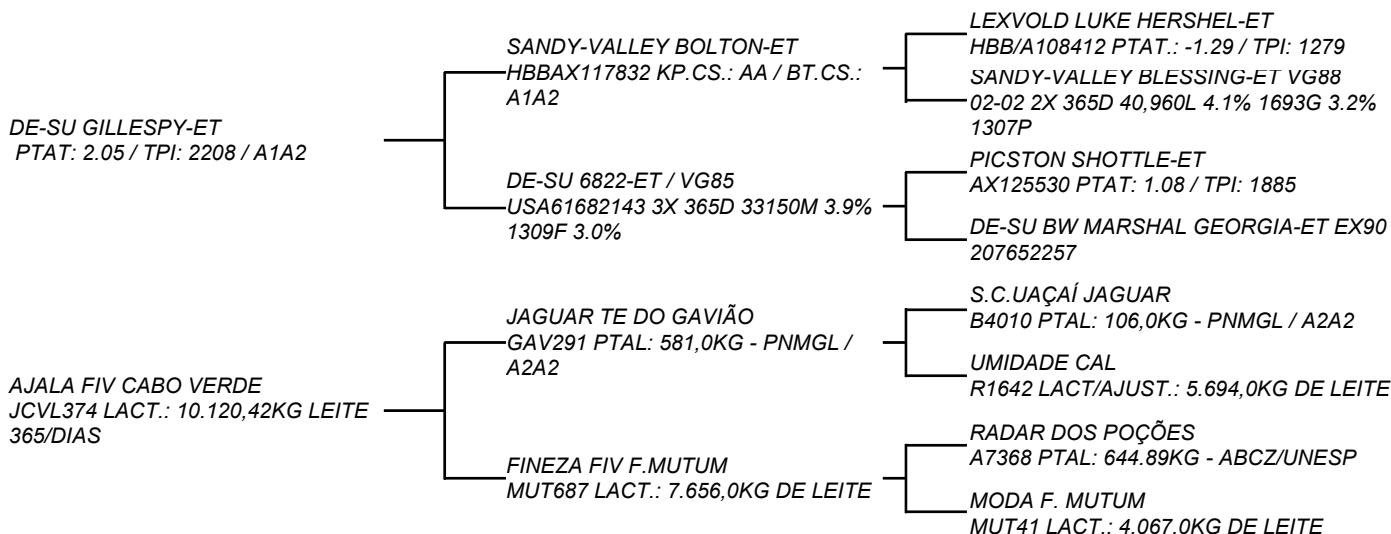 DE-SU GILLESPY-ET
PTAT: 2.05 / TPI: 2208 / A1A2
AJALA FIV CABO VERDE
JCVL374 LACT.: 10.120,42KG LEITE
365/DIAS
SANDY-VALLEY BOLTON-ET
HBBAX117832 KP.CS.: AA / BT.CS.:
A1A2
DE-SU 6822-ET / VG85
USA61682143 3X 365D 33150M 3.9%
1309F 3.0%
JAGUAR TE DO GAVIÃO
GAV291 PTAL: 581,0KG - PNMGL /
A2A2
FINEZA FIV F.MUTUM
MUT687 LACT.: 7.656,0KG DE LEITE
LEXVOLD LUKE HERSHEL-ET
HBB/A108412 PTAT.: -1.29 / TPI: 1279
SANDY-VALLEY BLESSING-ET VG88
02-02 2X 365D 40,960L 4.1% 1693G 3.2%
1307P
PICSTON SHOTTLE-ET
AX125530 PTAT: 1.08 / TPI: 1885
DE-SU BW MARSHAL GEORGIA-ET EX90
207652257
S.C.UAÇAÍ JAGUAR
B4010 PTAL: 106,0KG - PNMGL / A2A2
UMIDADE CAL
R1642 LACT/AJUST.: 5.694,0KG DE LEITE
RADAR DOS POÇÕES
A7368 PTAL: 644.89KG - ABCZ/UNESP
MODA F. MUTUM
MUT41 LACT.: 4.067,0KG DE LEITE